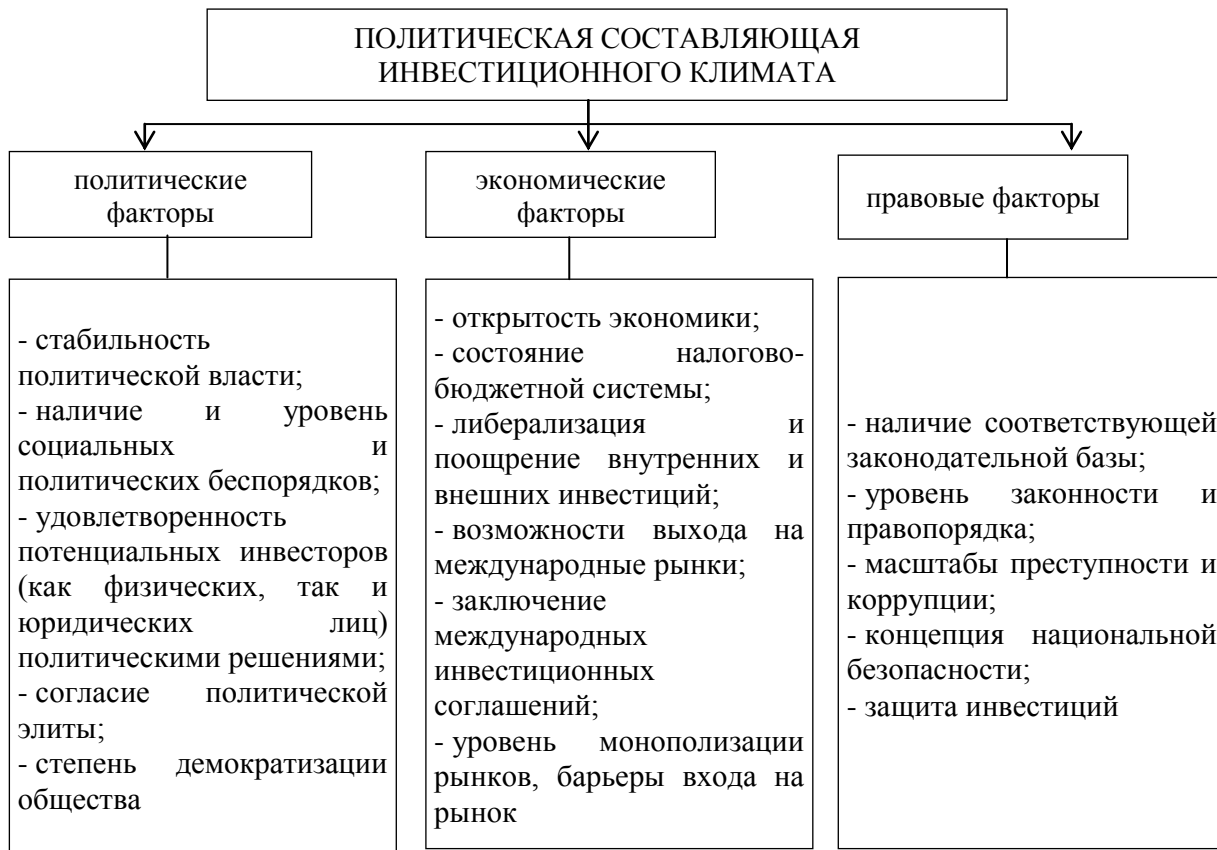 ПОЛИТИЧЕСКАЯ СОСТАВЛЯЮЩАЯ
ИНВЕСТИЦИОННОГО КЛИМАТА
политические
факторы
экономические
факторы
правовые факторы
- стабильность
политической власти;
- наличие и уровень
социальных и
политических беспорядков;
- удовлетворенность
потенциальных инвесторов
(как физических, так и
юридических лиц)
политическими решениями;
- согласие политической
элиты;
- степень демократизации
общества
- открытость экономики;
- состояние налогово-
бюджетной системы;
- либерализация и
поощрение внутренних и
внешних инвестиций;
- возможности выхода на
международные рынки;
- заключение
международных
инвестиционных
соглашений;
- уровень монополизации
рынков, барьеры входа на
рынок
- наличие соответствующей
законодательной базы;
- уровень законности и
правопорядка;
- масштабы преступности и
коррупции;
- концепция национальной
безопасности;
- защита инвестиций